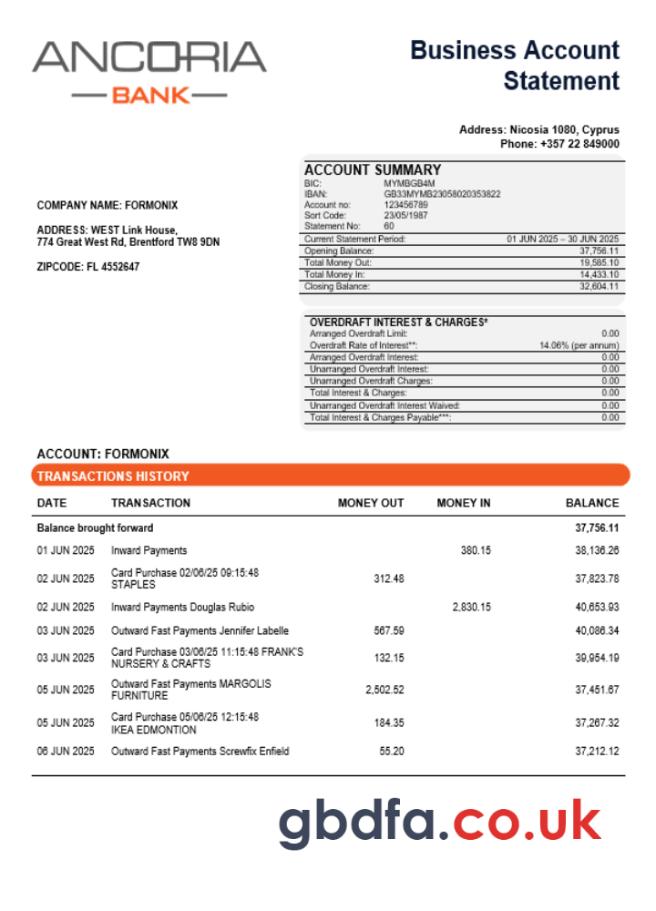 ANCORIA
BANK
Business Account
Statement
Address: Nicosia 1080, Cyprus
Phone: +357 22 849000
COMPANY NAME: FORMONIX
ADDRESS: WEST Link House,
774 Great West Rd, Brentford TW8 9DN
ZIPCODE: FL 4552647
ACCOUNT SUMMARY
BIC: MYMBGB4M
IBAN: GB33MYMB23058020353822
Account no: 123456789
Sort Code: 23/05/1987
Statement No: 60
Current Statement Period: 01 JUN 2025 – 30 JUN 2025
Opening Balance: 37,756.11
Total Money Out: 19,585.10
Total Money In: 14,433.10
Closing Balance: 32,604.11
OVERDRAFT INTEREST & CHARGES*
Arranged Overdraft Limit: 0.00
Overdraft Rate of Interest**: 14.06% (per annum)
Arranged Overdraft Interest: 0.00
Unarranged Overdraft Interest: 0.00
Unarranged Overdraft Charges: 0.00
Total Interest & Charges: 0.00
Unarranged Overdraft Interest Waived: 0.00
Total Interest & Charges Payable***: 0.00
ACCOUNT: FORMONIX
TRANSACTIONS HISTORY
DATE TRANSACTION MONEY OUT MONEY IN BALANCE
Balance brought forward 37,756.11
01 JUN 2025 Inward Payments 380.15 38,136.26
02 JUN 2025 Card Purchase 02/06/25 09:15:48 312.48 37,823.78
STAPLES
02 JUN 2025 Inward Payments Douglas Rubio 2,830.15 40,653.93
03 JUN 2025 Outward Fast Payments Jennifer Labelle 567.59 40,086.34
03 JUN 2025 Card Purchase 03/06/25 11:15:48 FRANK'S 132.15 39,954.19
NURSERY & CRAFTS
05 JUN 2025 Outward Fast Payments MARGOLIS 2,502.52 37,451.67
FURNITURE
05 JUN 2025 Card Purchase 05/06/25 12:15:48 184.35 37,267.32
IKEA EDMONTION
06 JUN 2025 Outward Fast Payments Screwfix Enfield 55.20 37,212.12
gbdfa.co.uk